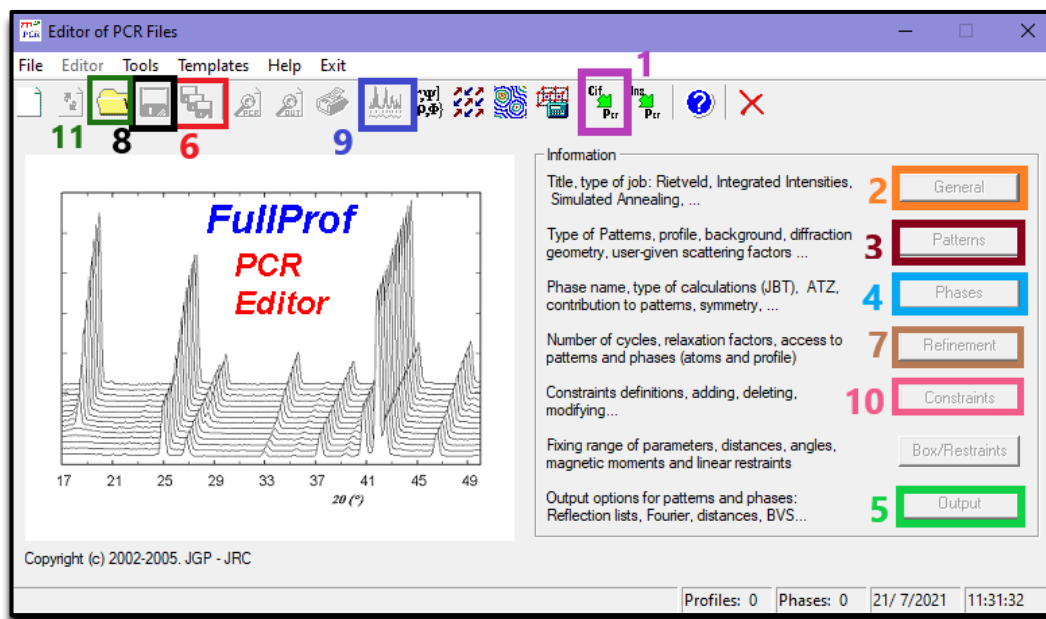 Editor of PCR Files
File Editor Tools Templates Help Exit
1
Cif
Pcr
Ins
Pcr
PCR
OUT
11
8
6
9
FullProf
PCR
Editor
17 21 25 29 33 37 41 45 49
2θ (°)
Copyright (c) 2002-2005. JGP - JRC
Information
Title, type of job: Rietveld, Integrated Intensities,
Simulated Annealing, ...
2 General
Type of Patterns, profile, background, diffraction
geometry, user-given scattering factors ...
3 Patterns
Phase name, type of calculations (JBT), ATZ,
contribution to patterns, symmetry, ...
4 Phases
Number of cycles, relaxation factors, access to
patterns and phases (atoms and profile)
7 Refinement
Constraints definitions, adding, deleting,
modifying...
10 Constraints
Fixing range of parameters, distances, angles,
magnetic moments and linear restraints
Box/Restraints
Output options for patterns and phases:
Reflection lists, Fourier, distances, BVS...
5 Output
Profiles: 0 Phases: 0 21/ 7/2021 11:31:32